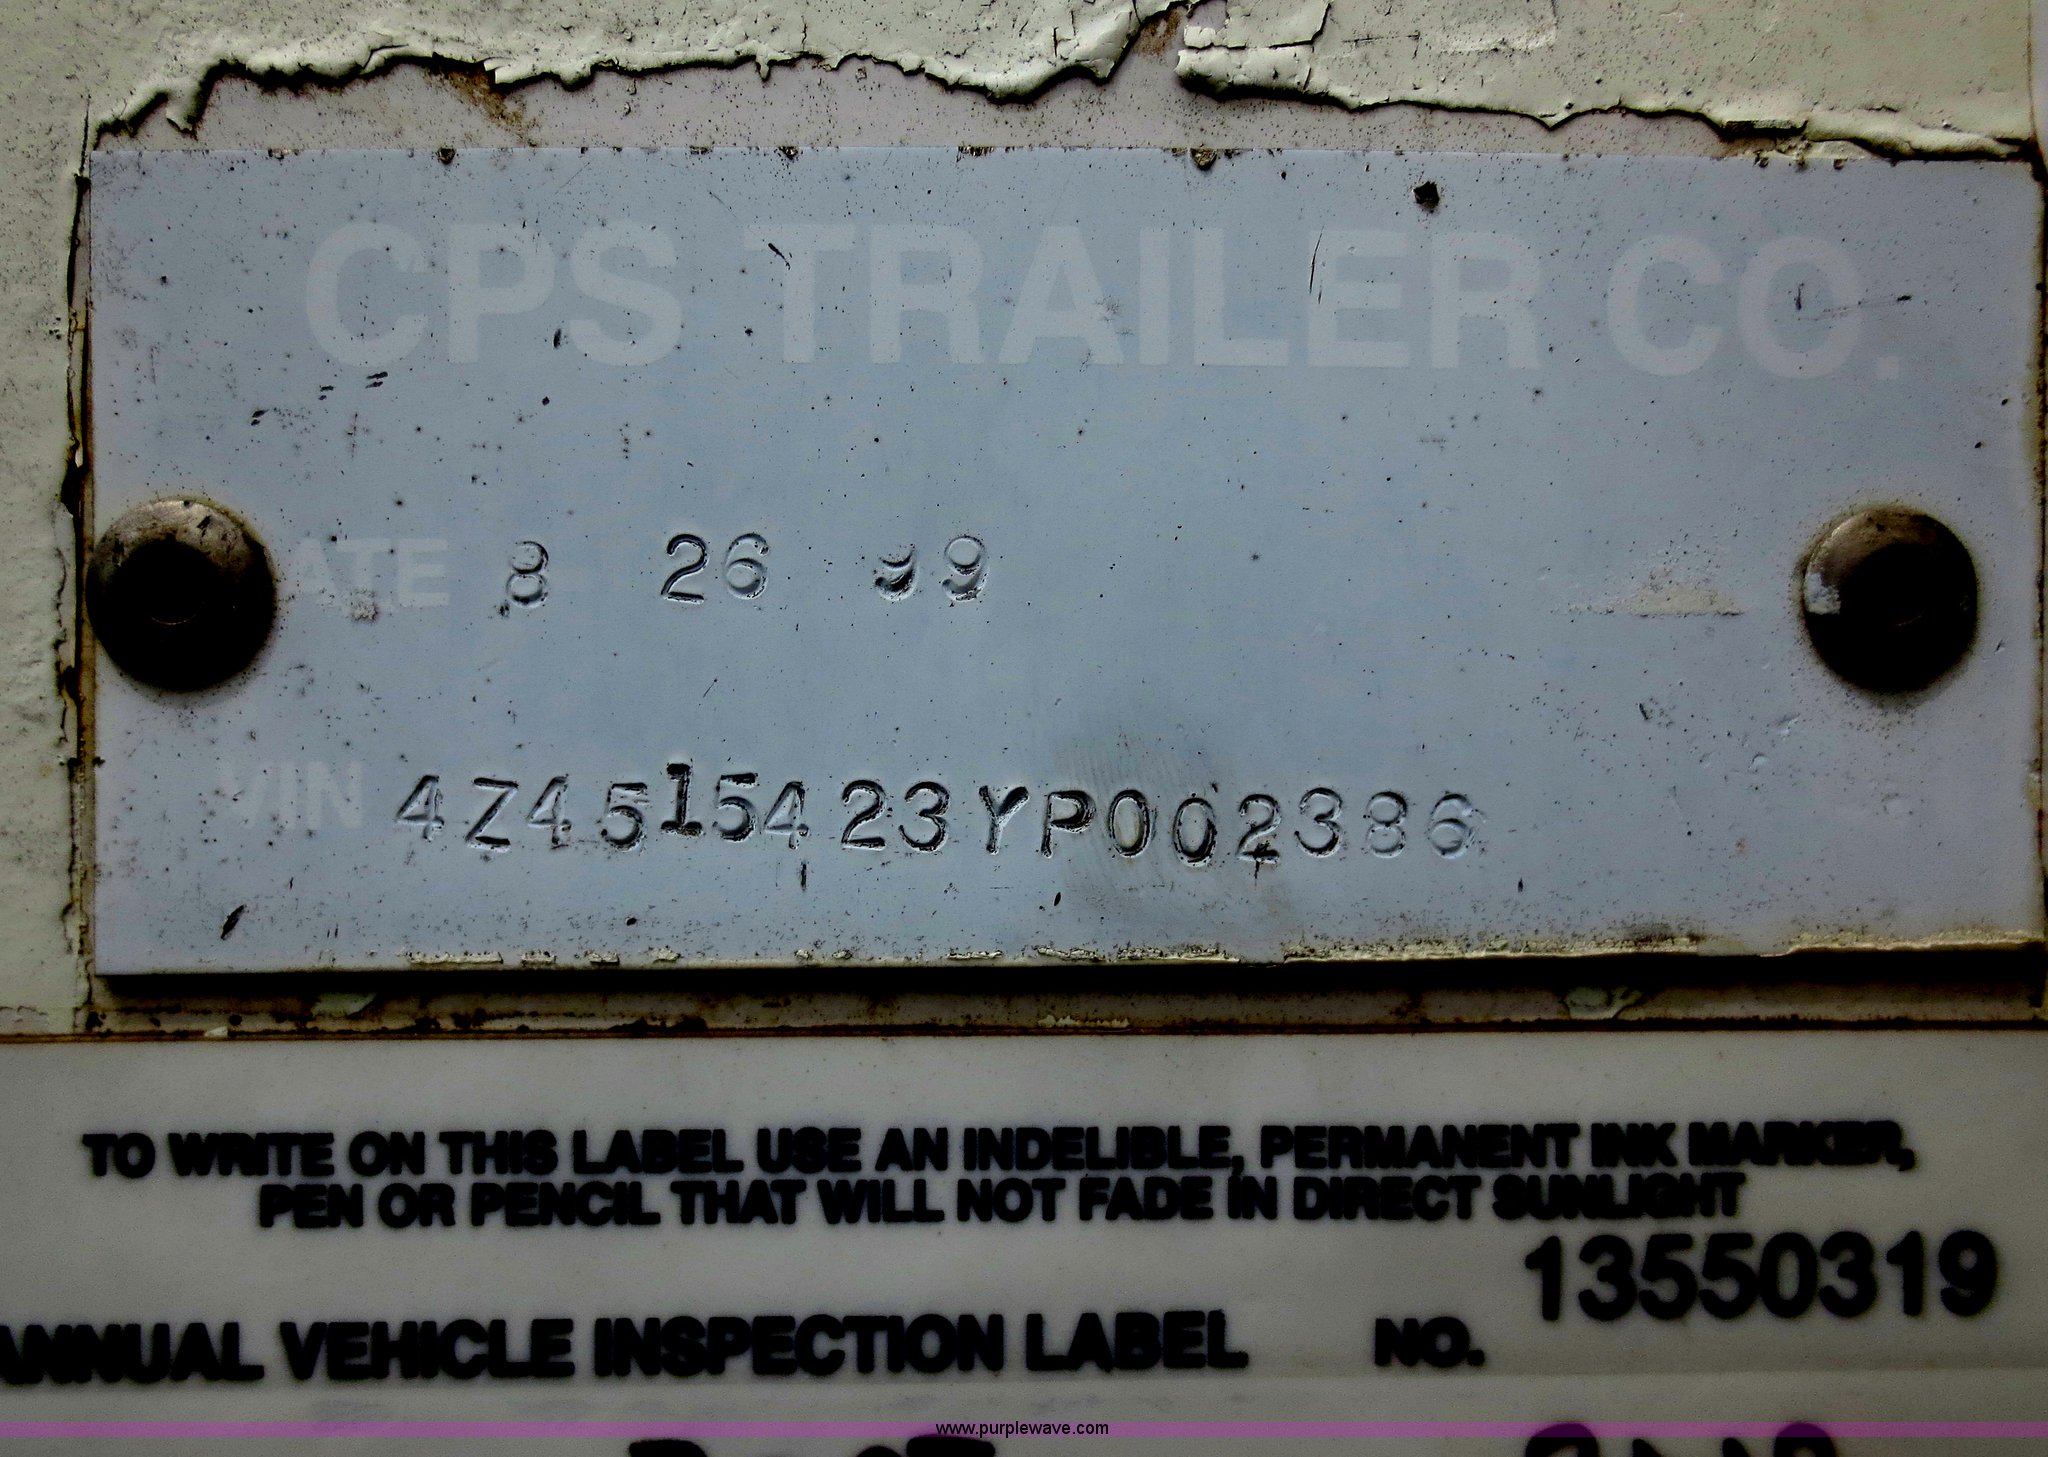 CPS TRAILER CO.
ATE 8 26 99
VIN 4Z4515423YP002386
TO WRITE ON THIS LABEL USE AN INDELIBLE, PERMANENT INK MARKER,
PEN OR PENCIL THAT WILL NOT FADE IN DIRECT SUNLIGHT
13550319
ANNUAL VEHICLE INSPECTION LABEL NO.
www.purplewave.com